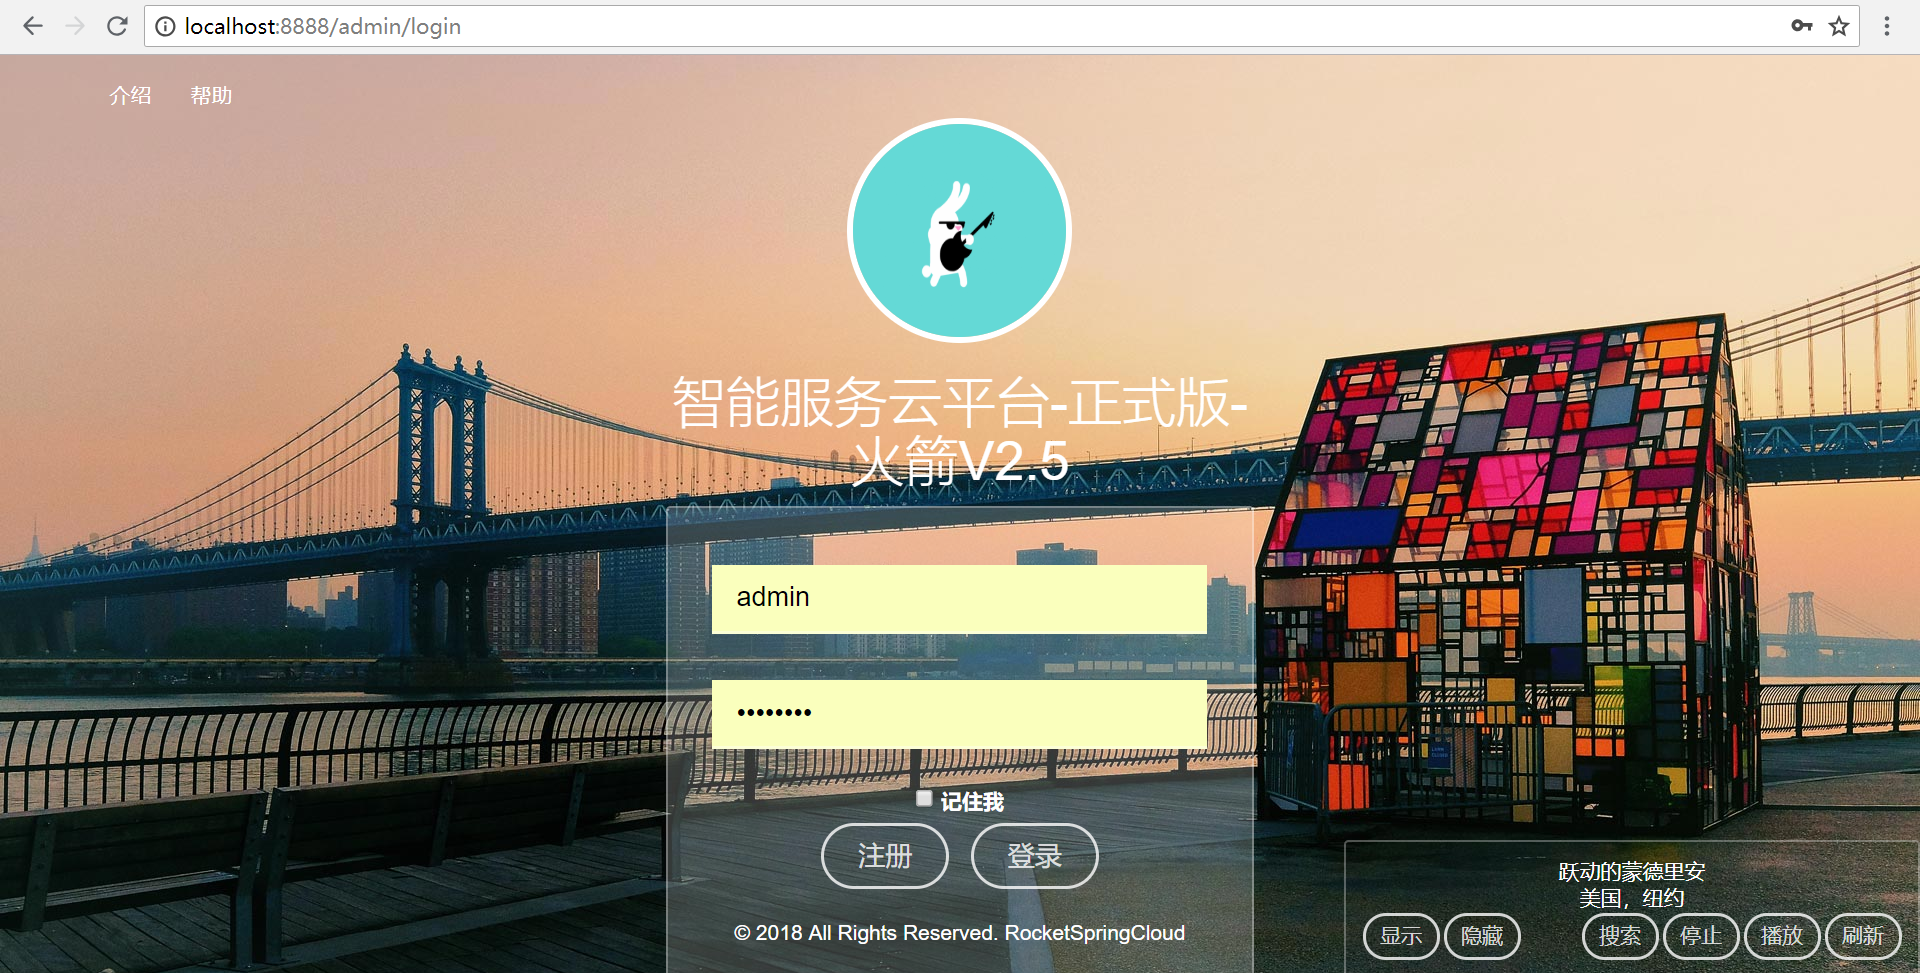 localhost:8888/admin/login
介绍 帮助
智能服务云平台-正式版-
火箭V2.5
admin
••••••••
记住我
注册 登录
© 2018 All Rights Reserved. RocketSpringCloud
跃动的蒙德里安
美国，纽约
显示 隐藏 搜索 停止 播放 刷新